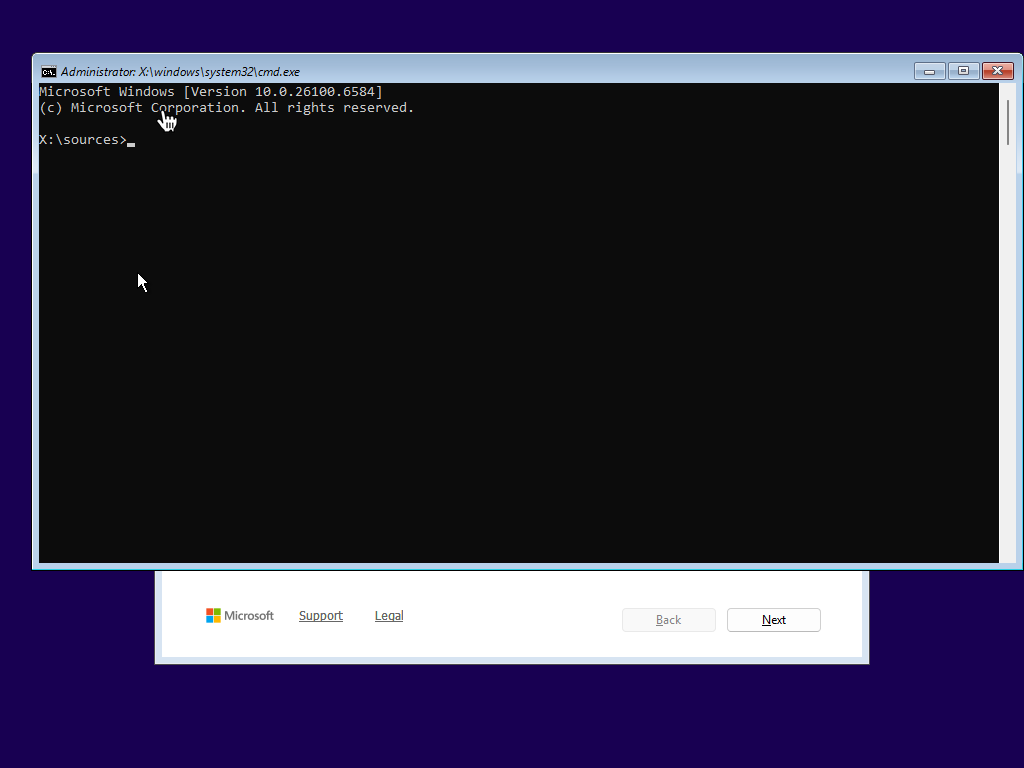 Administrator: X:\windows\system32\cmd.exe
Microsoft Windows [Version 10.0.26100.6584]
(c) Microsoft Corporation. All rights reserved.
X:\sources>
Microsoft Support Legal Back Next